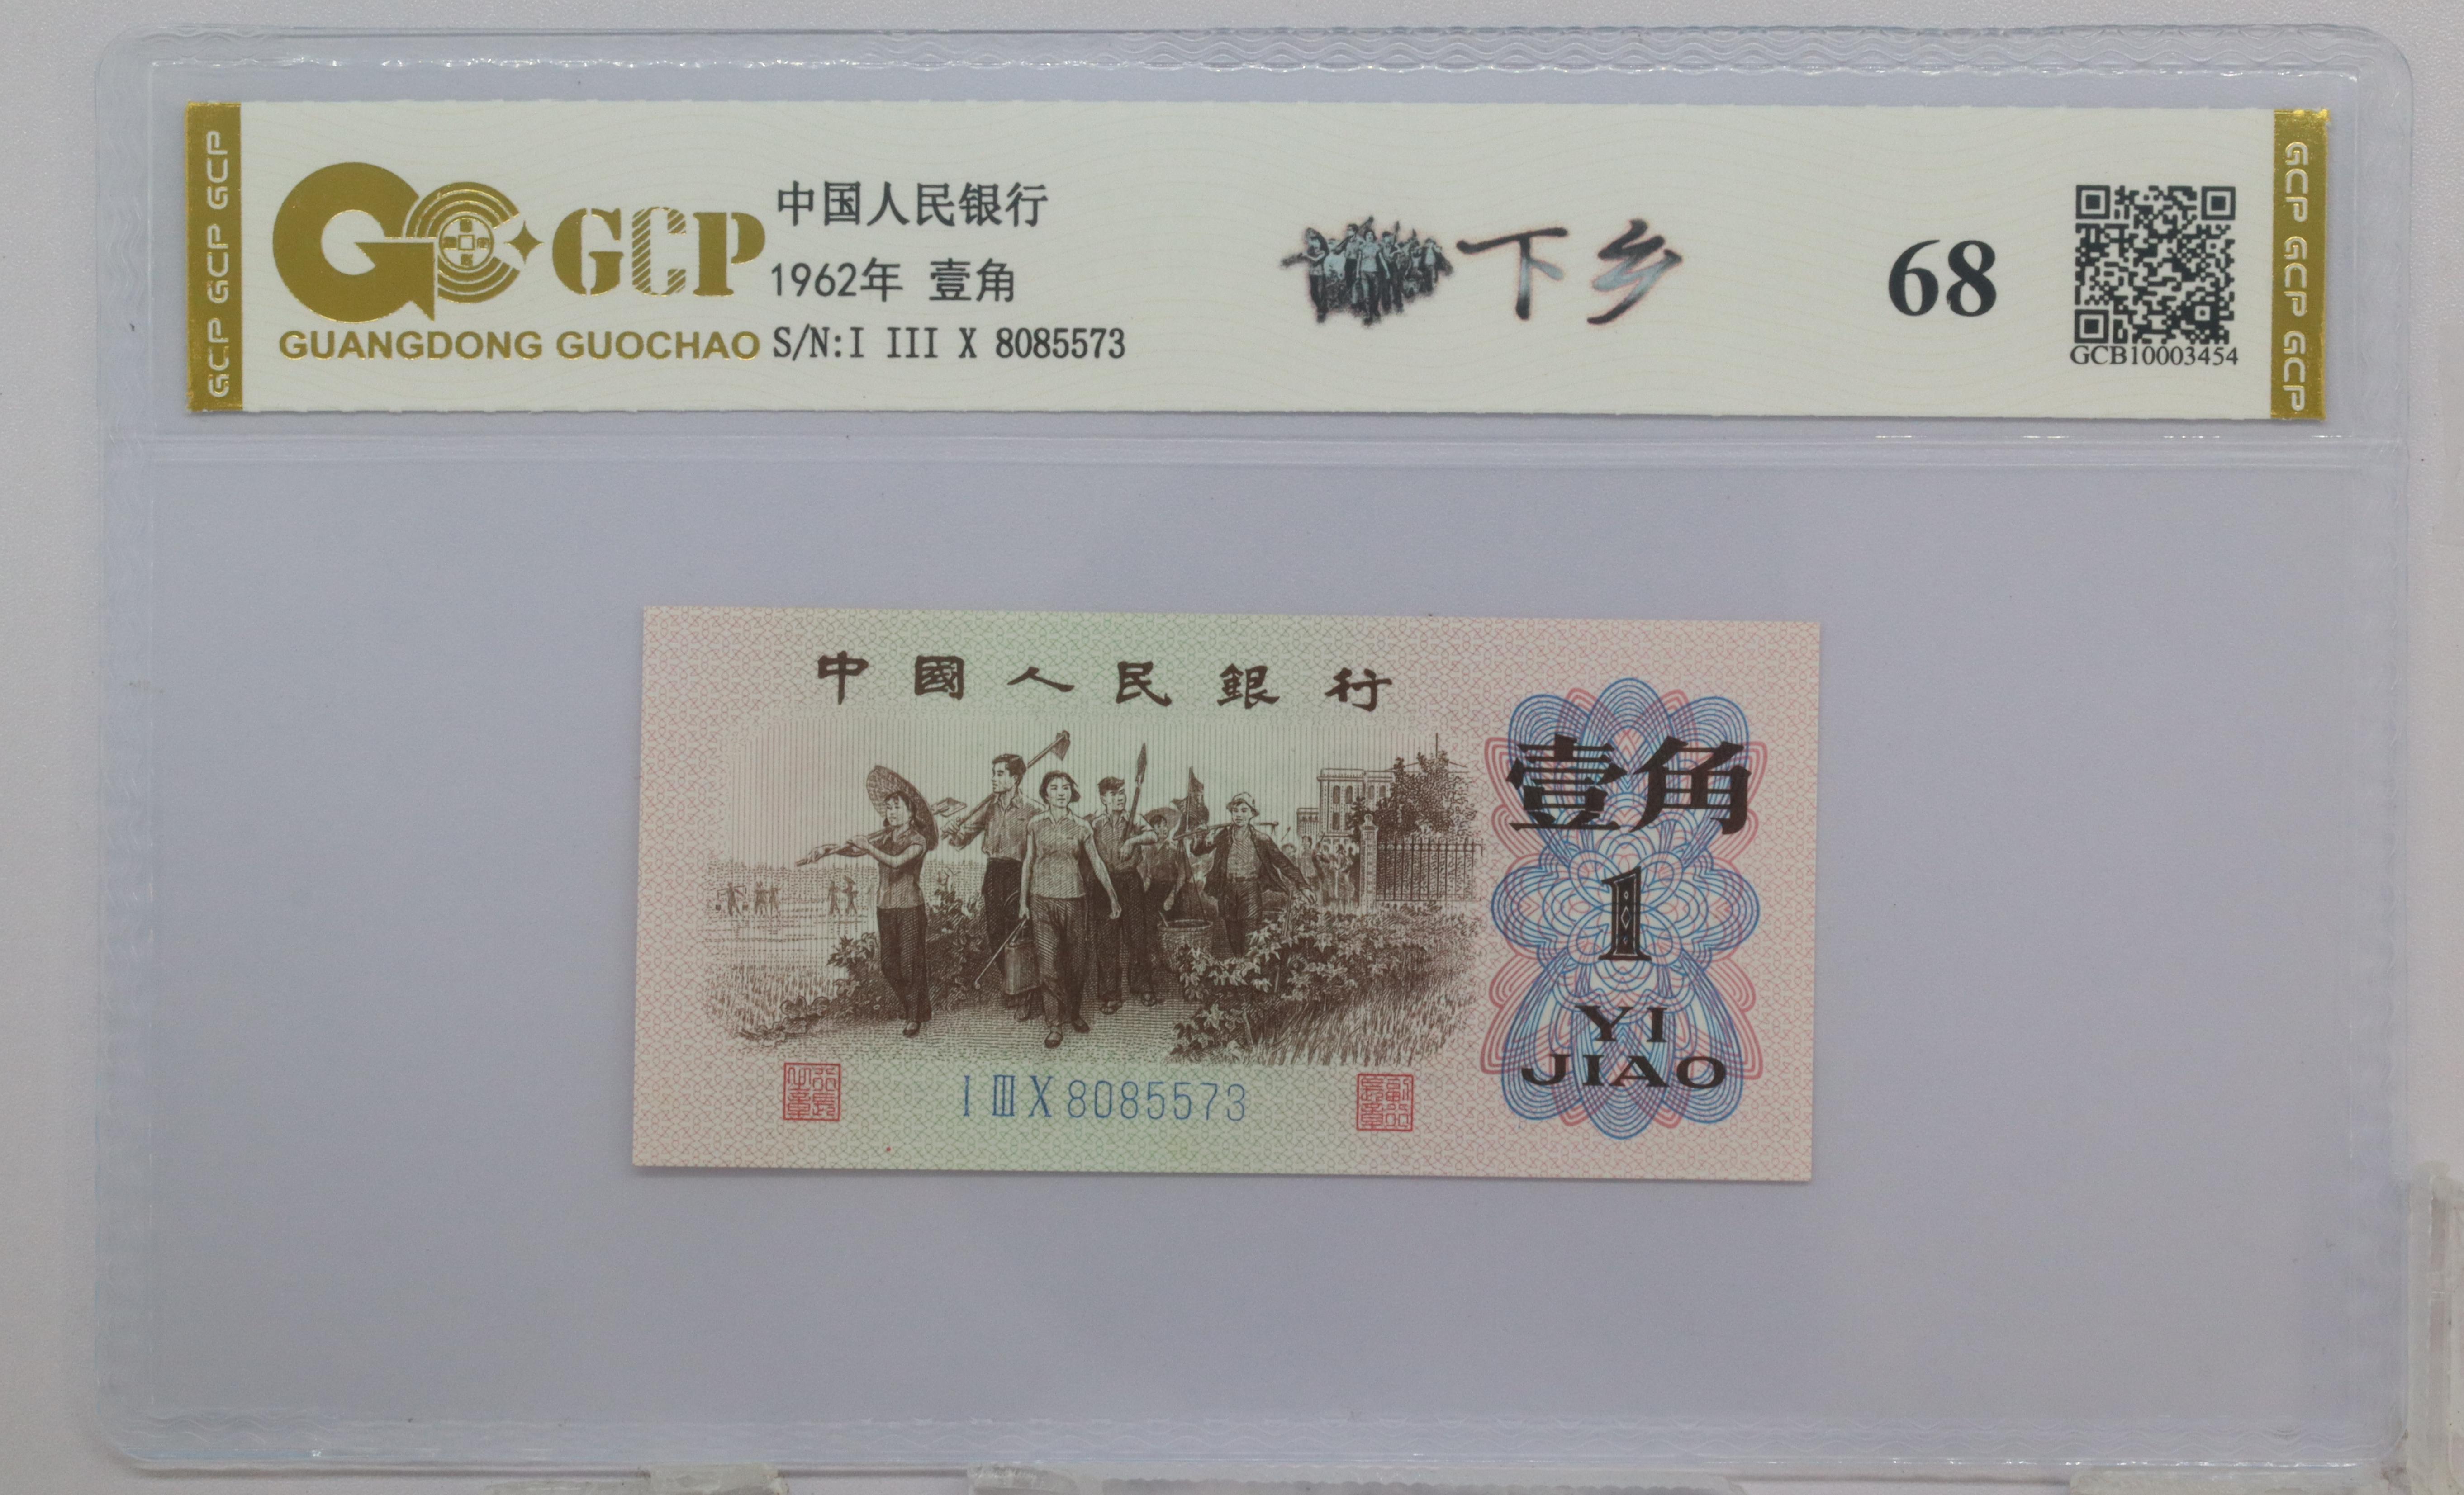 GCP GCP GCP
GCP
GUANGDONG GUOCHAO
中国人民银行
1962年 壹角
S/N:I III X 8085573
下乡
68
GCB10003454
GCP GCP GCP
中國人民銀行
壹角
1
YI
JIAO
I III X 8085573